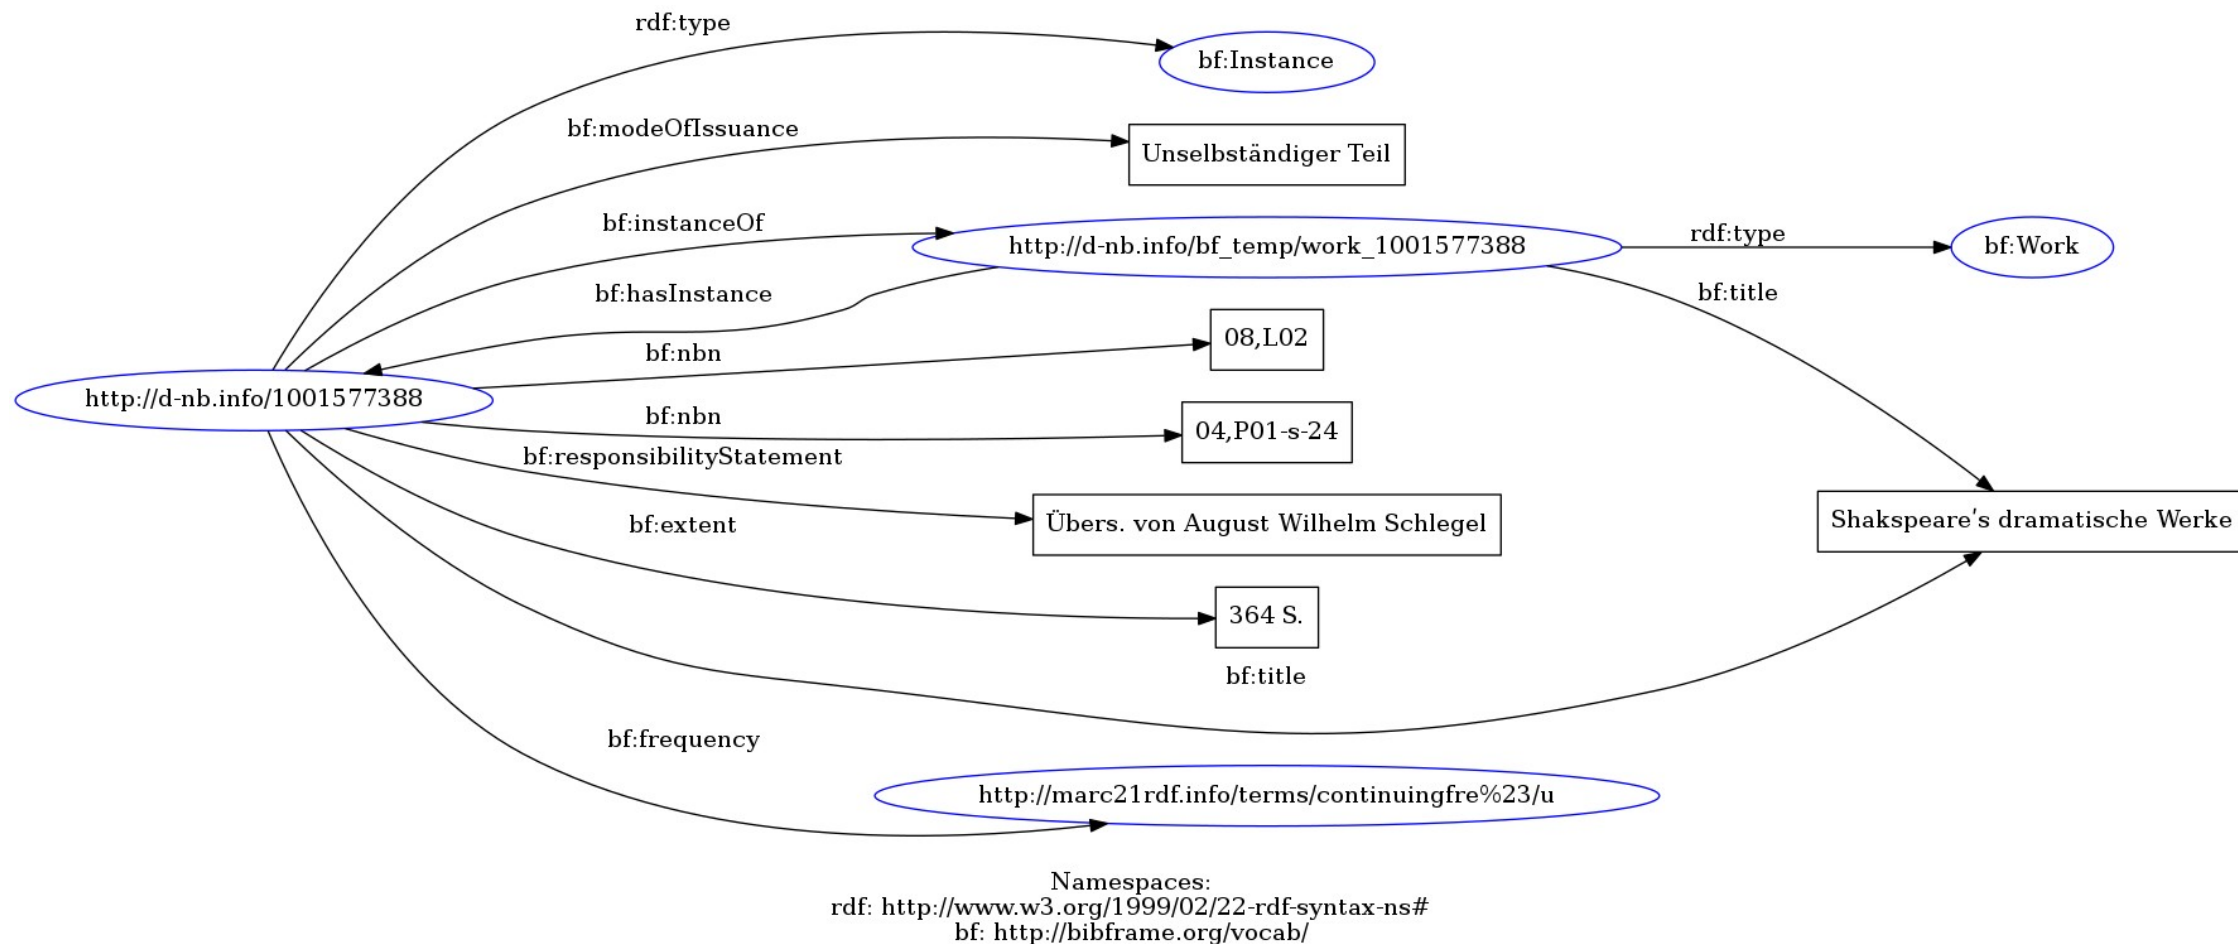 rdf:type
bf:Instance
bf:modeOfIssuance
Unselbständiger Teil
bf:instanceOf
http://d-nb.info/bf_temp/work_1001577388
rdf:type
bf:Work
bf:hasInstance
bf:title
08,L02
bf:nbn
http://d-nb.info/1001577388
bf:nbn
04,P01-s-24
bf:responsibilityStatement
Übers. von August Wilhelm Schlegel
Shakspeare's dramatische Werke
bf:extent
364 S.
bf:title
bf:frequency
http://marc21rdf.info/terms/continuingfre%23/u
Namespaces:
rdf: http://www.w3.org/1999/02/22-rdf-syntax-ns#
bf: http://bibframe.org/vocab/